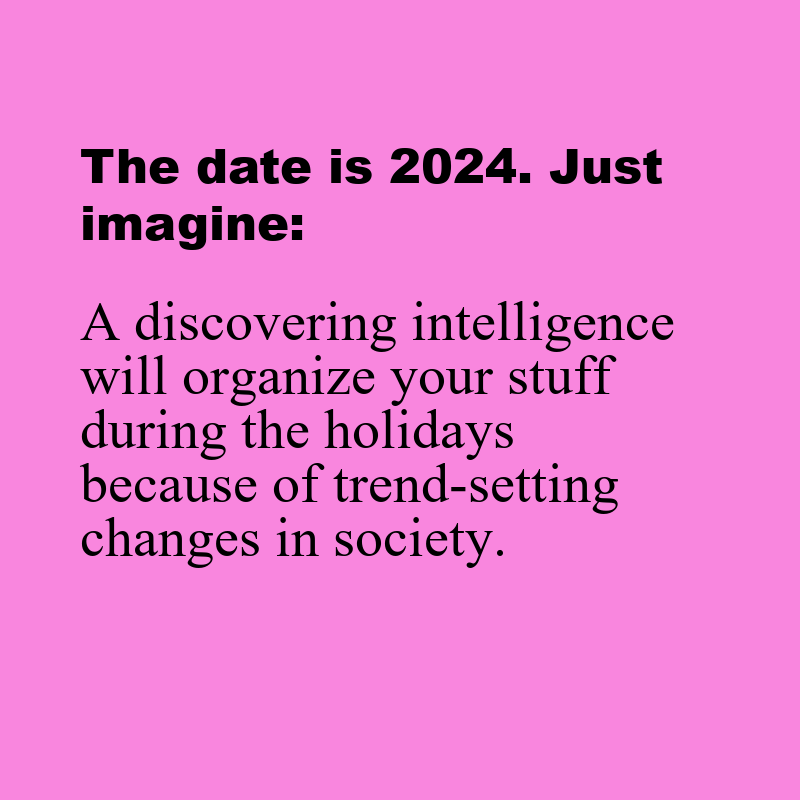 The date is 2024. Just
imagine:
A discovering intelligence
will organize your stuff
during the holidays
because of trend-setting
changes in society.